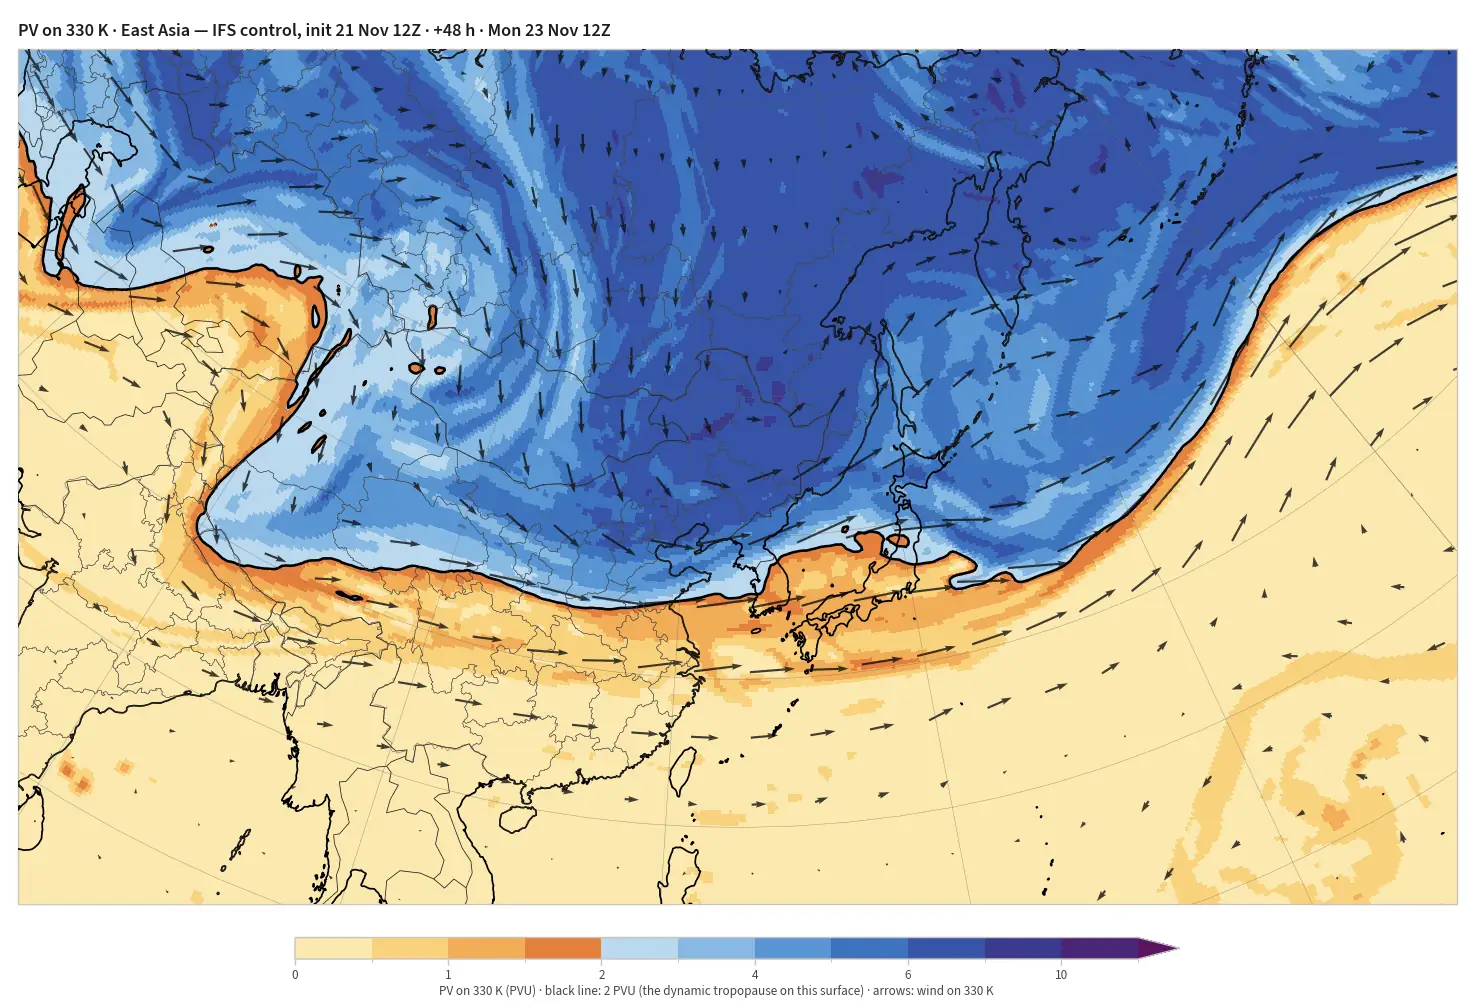 PV on 330 K · East Asia — IFS control, init 21 Nov 12Z · +48 h · Mon 23 Nov 12Z
0 1 2 4 6 10
PV on 330 K (PVU) · black line: 2 PVU (the dynamic tropopause on this surface) · arrows: wind on 330 K